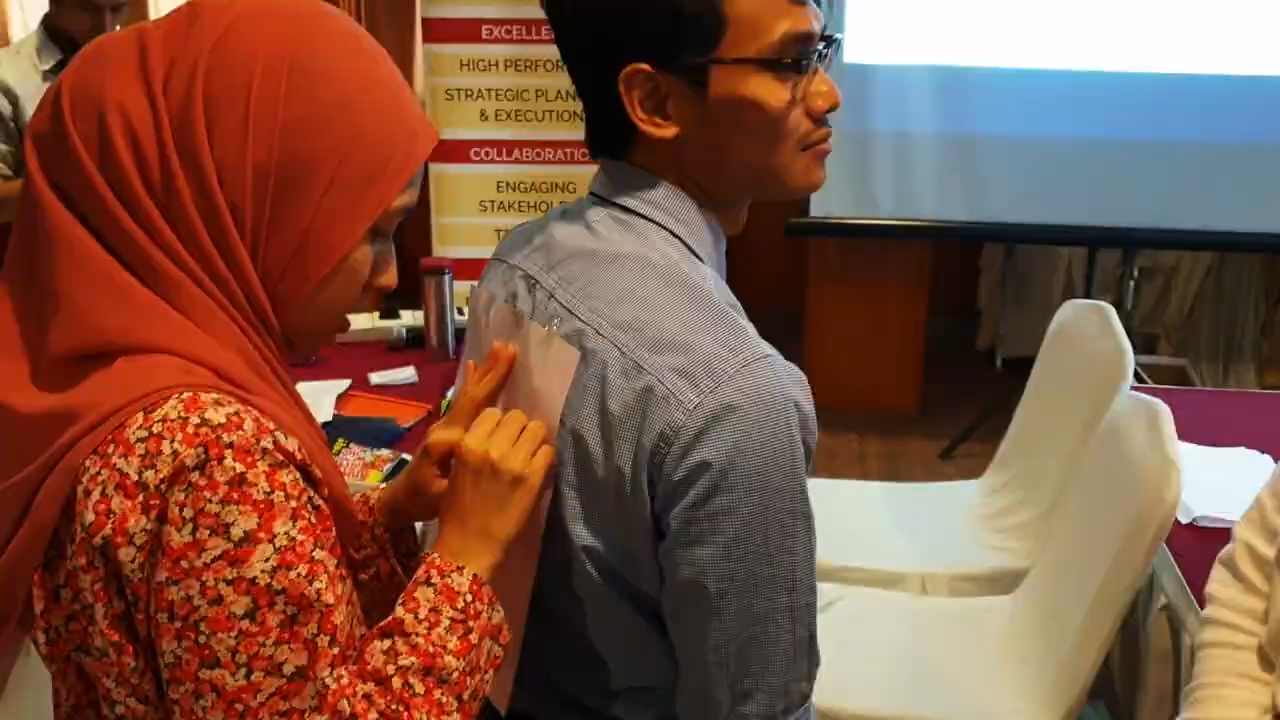 EXCELLE
HIGH PERFOR
STRATEGIC PLAN
& EXECUTION
COLLABORATI
ENGAGING
STAKEHOL